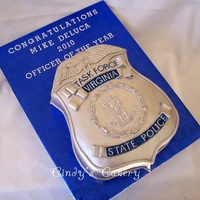 CONGRATULATIONS
MIKE DELUCA
2010
OFFICER OF THE YEAR
TASK FORCE
VIRGINIA
STATE POLICE
Cindy's Cakery